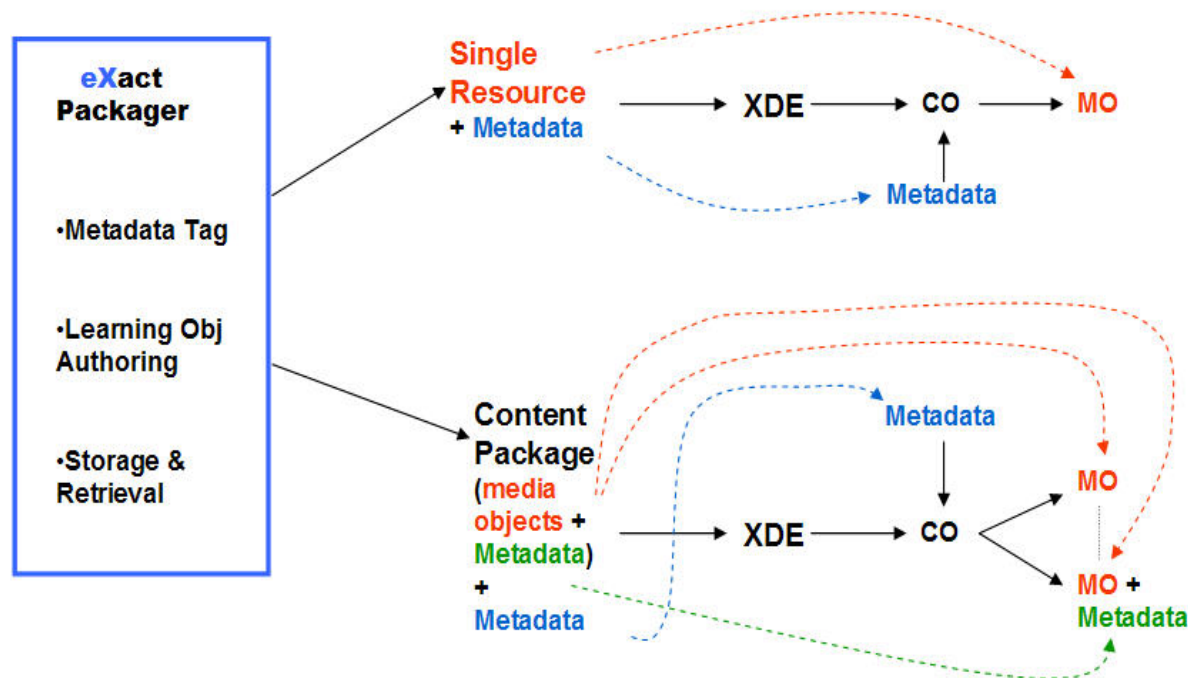 eXact
Packager
•Metadata Tag
•Learning Obj
Authoring
•Storage &
Retrieval
Single
Resource
+ Metadata
XDE
CO
MO
Metadata
Content
Package
(media
objects +
Metadata)
+
Metadata
XDE
Metadata
CO
MO
MO +
Metadata